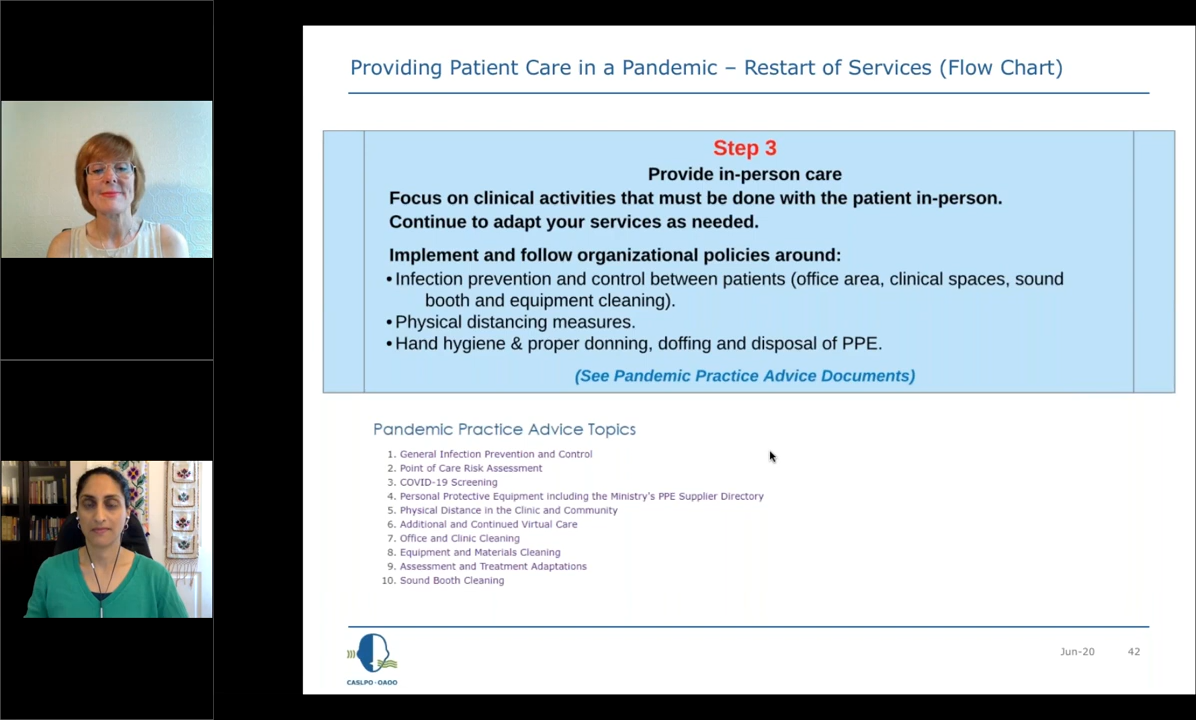 Providing Patient Care in a Pandemic – Restart of Services (Flow Chart)
Step 3
Provide in-person care
Focus on clinical activities that must be done with the patient in-person.
Continue to adapt your services as needed.
Implement and follow organizational policies around:
•Infection prevention and control between patients (office area, clinical spaces, sound
booth and equipment cleaning).
•Physical distancing measures.
•Hand hygiene & proper donning, doffing and disposal of PPE.
(See Pandemic Practice Advice Documents)
Pandemic Practice Advice Topics
1. General Infection Prevention and Control
2. Point of Care Risk Assessment
3. COVID-19 Screening
4. Personal Protective Equipment including the Ministry's PPE Supplier Directory
5. Physical Distance in the Clinic and Community
6. Additional and Continued Virtual Care
7. Office and Clinic Cleaning
8. Equipment and Materials Cleaning
9. Assessment and Treatment Adaptations
10. Sound Booth Cleaning
CASLPO·OAOO
Jun-20 42